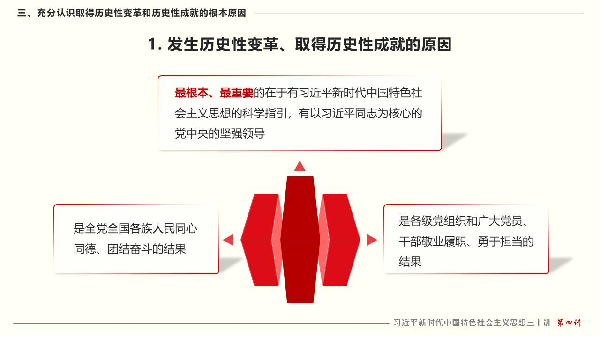 三、充分认识取得历史性变革和历史性成就的根本原因
1. 发生历史性变革、取得历史性成就的原因
最根本、最重要的在于有习近平新时代中国特色社
会主义思想的科学指引，有以习近平同志为核心的
党中央的坚强领导
是全党全国各族人民同心
同德、团结奋斗的结果
是各级党组织和广大党员、
干部敬业履职、勇于担当的
结果
习近平新时代中国特色社会主义思想三十讲 第四讲